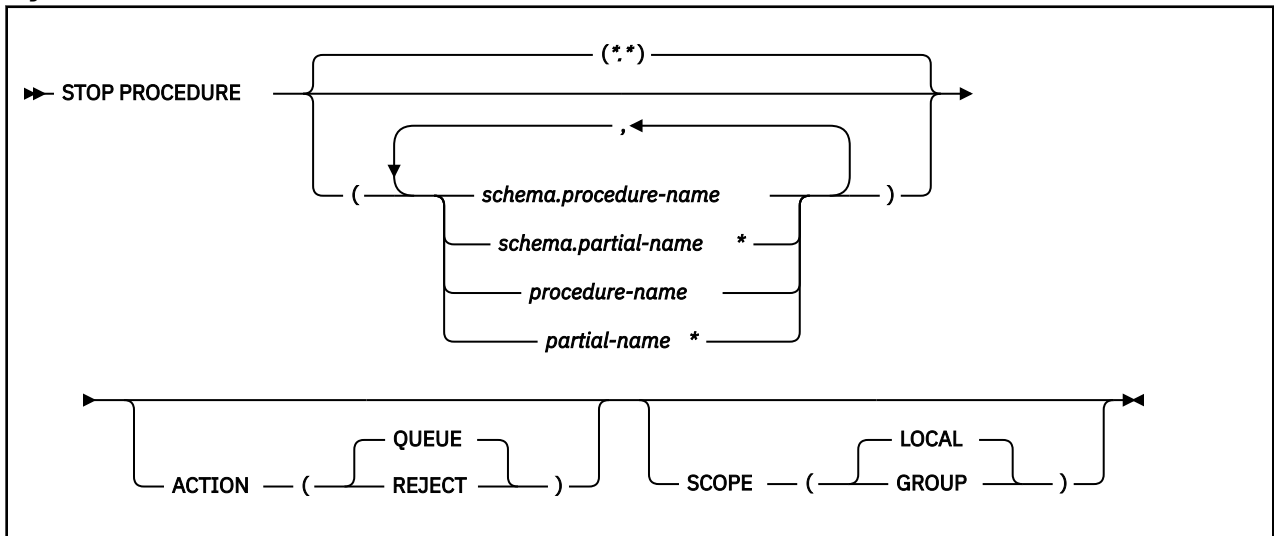 (*.*)
STOP PROCEDURE
,
( schema.procedure-name )
schema.partial-name *
procedure-name
partial-name *
QUEUE LOCAL
ACTION ( REJECT ) SCOPE ( GROUP )